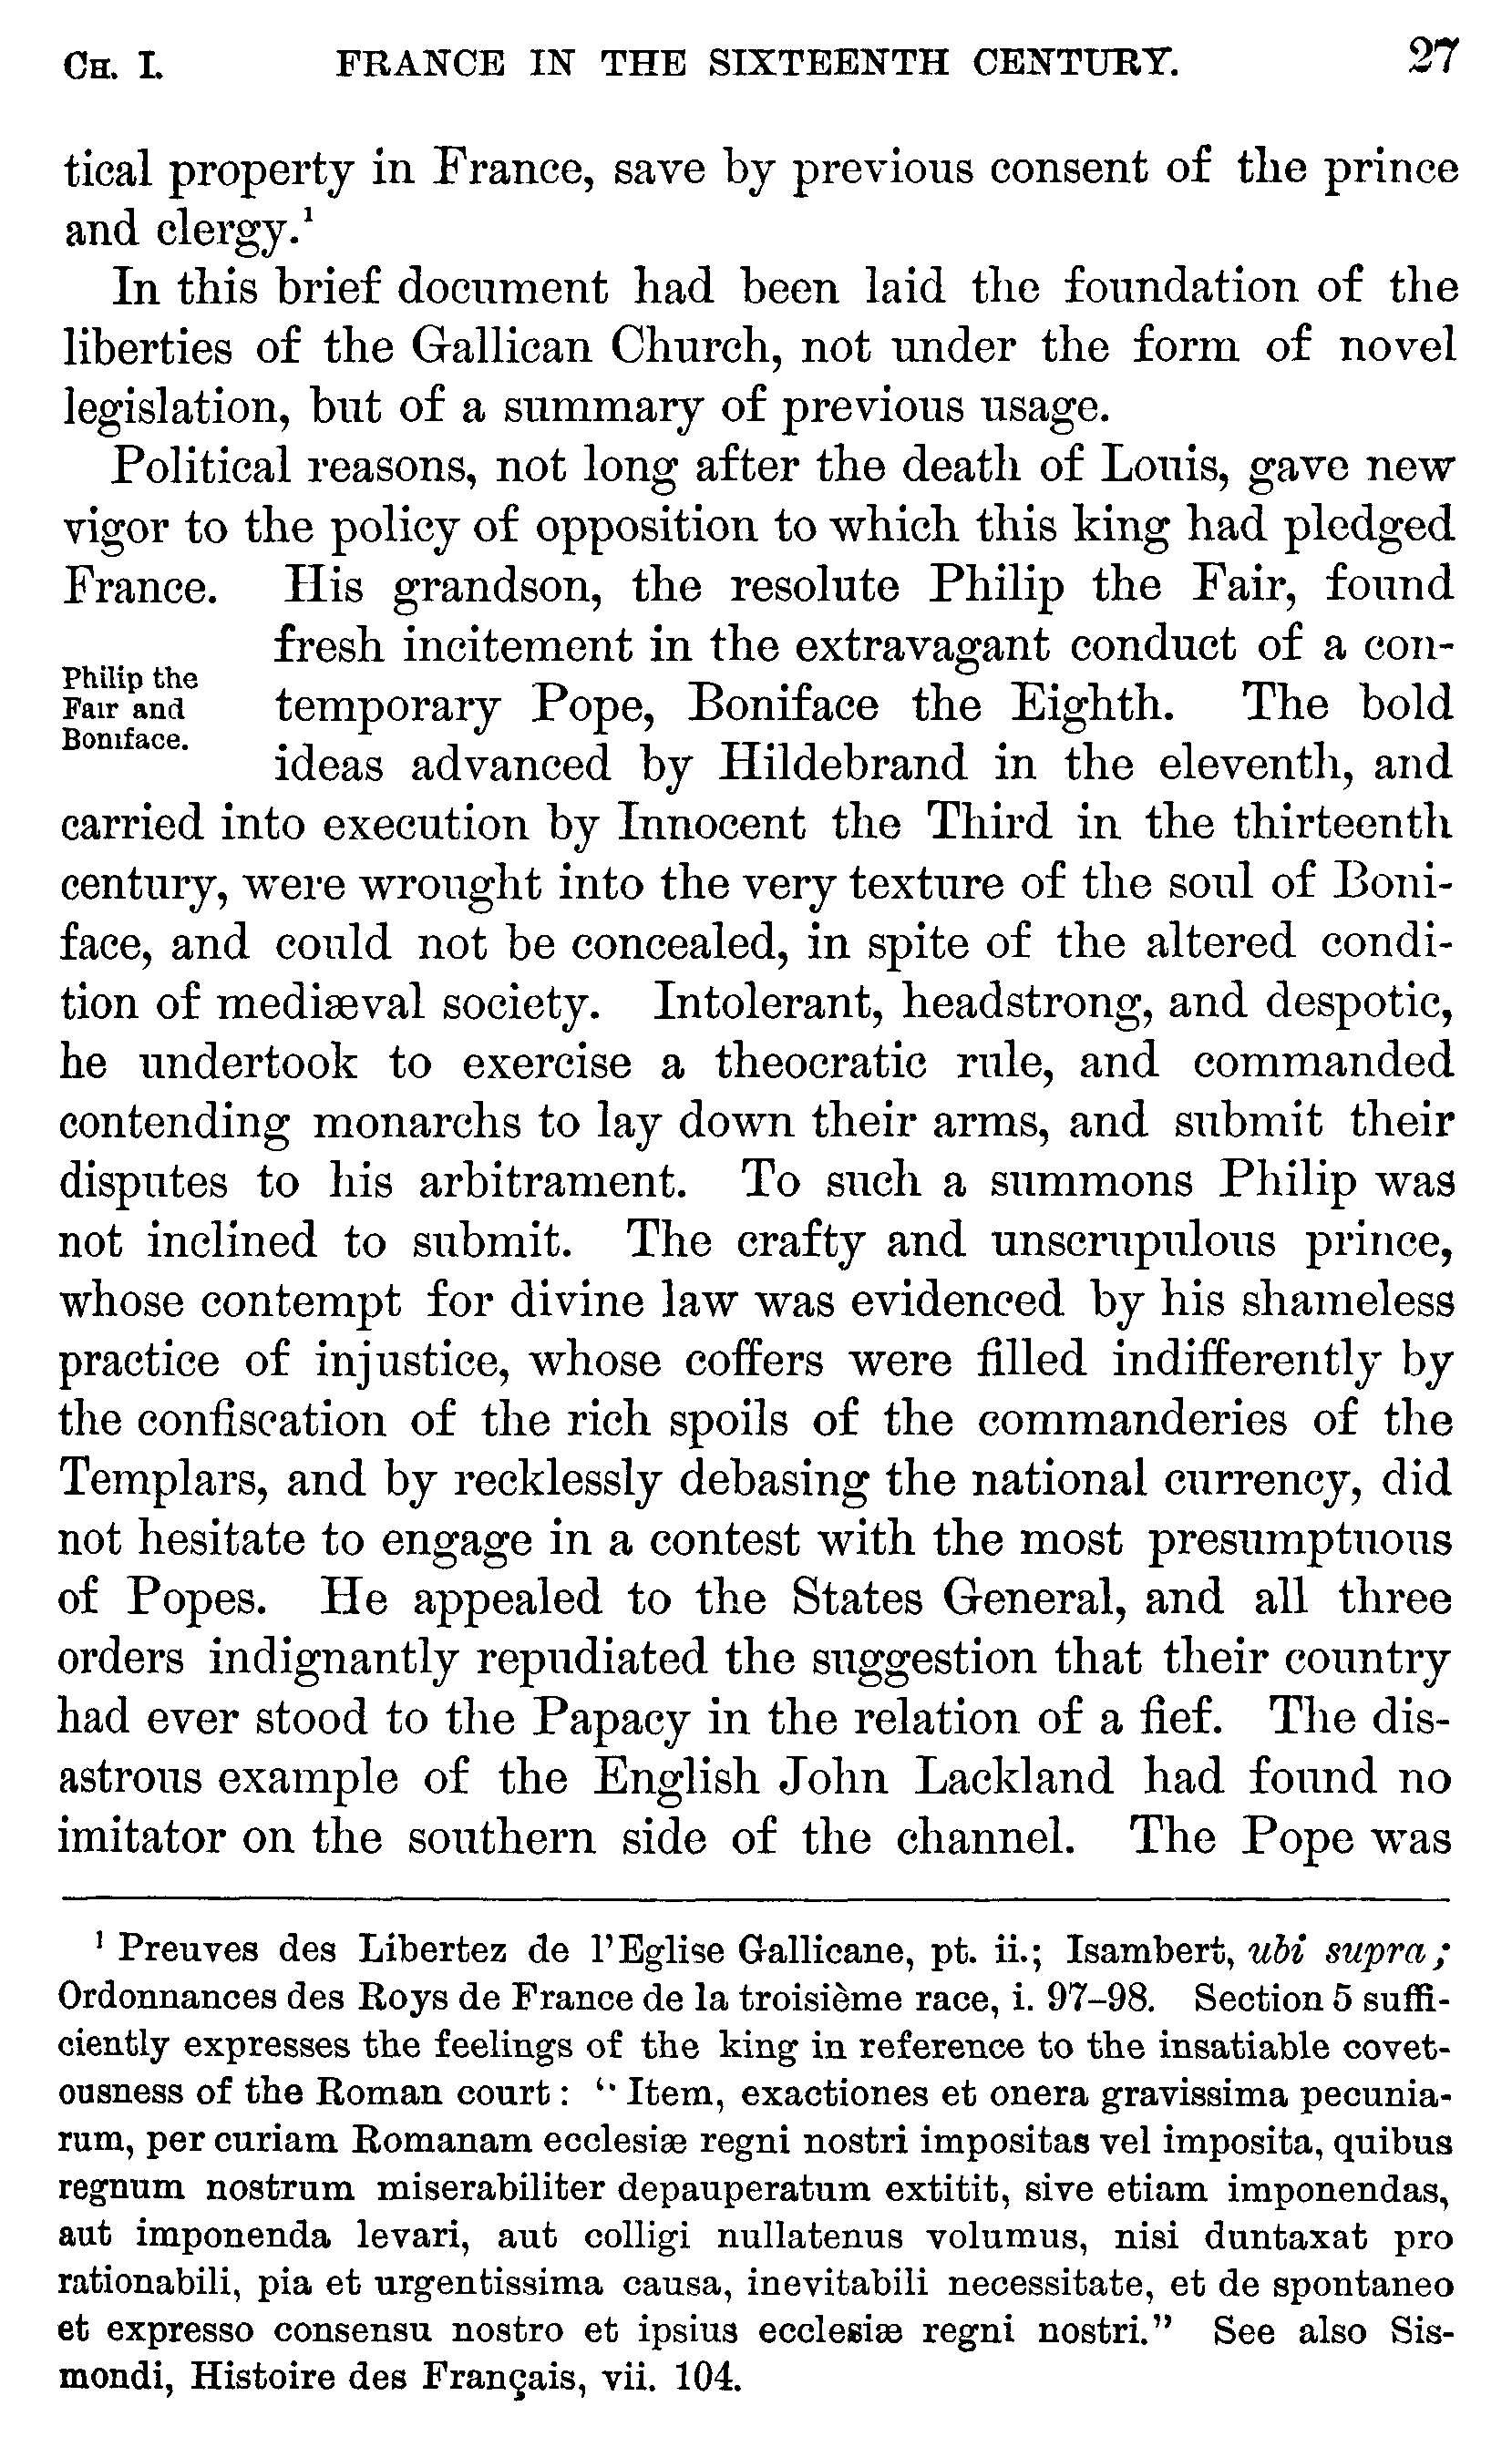 CH. I. FRANCE IN THE SIXTEENTH CENTURY. 27
tical property in France, save by previous consent of the prince
and clergy.¹
In this brief document had been laid the foundation of the
liberties of the Gallican Church, not under the form of novel
legislation, but of a summary of previous usage.
Political reasons, not long after the death of Louis, gave new
vigor to the policy of opposition to which this king had pledged
France. His grandson, the resolute Philip the Fair, found
Philip the
Fair and
Boniface.
fresh incitement in the extravagant conduct of a con-
temporary Pope, Boniface the Eighth. The bold
ideas advanced by Hildebrand in the eleventh, and
carried into execution by Innocent the Third in the thirteenth
century, were wrought into the very texture of the soul of Boni-
face, and could not be concealed, in spite of the altered condi-
tion of mediæval society. Intolerant, headstrong, and despotic,
he undertook to exercise a theocratic rule, and commanded
contending monarchs to lay down their arms, and submit their
disputes to his arbitrament. To such a summons Philip was
not inclined to submit. The crafty and unscrupulous prince,
whose contempt for divine law was evidenced by his shameless
practice of injustice, whose coffers were filled indifferently by
the confiscation of the rich spoils of the commanderies of the
Templars, and by recklessly debasing the national currency, did
not hesitate to engage in a contest with the most presumptuous
of Popes. He appealed to the States General, and all three
orders indignantly repudiated the suggestion that their country
had ever stood to the Papacy in the relation of a fief. The dis-
astrous example of the English John Lackland had found no
imitator on the southern side of the channel. The Pope was
¹ Preuves des Libertez de l'Eglise Gallicane, pt. ii.; Isambert, ubi supra;
Ordonnances des Roys de France de la troisième race, i. 97–98. Section 5 suffi-
ciently expresses the feelings of the king in reference to the insatiable covet-
ousness of the Roman court: "Item, exactiones et onera gravissima pecunia-
rum, per curiam Romanam ecclesiæ regni nostri impositas vel imposita, quibus
regnum nostrum miserabiliter depauperatum extitit, sive etiam imponendas,
aut imponenda levari, aut colligi nullatenus volumus, nisi duntaxat pro
rationabili, pia et urgentissima causa, inevitabili necessitate, et de spontaneo
et expresso consensu nostro et ipsius ecclesiæ regni nostri." See also Sis-
mondi, Histoire des Français, vii. 104.